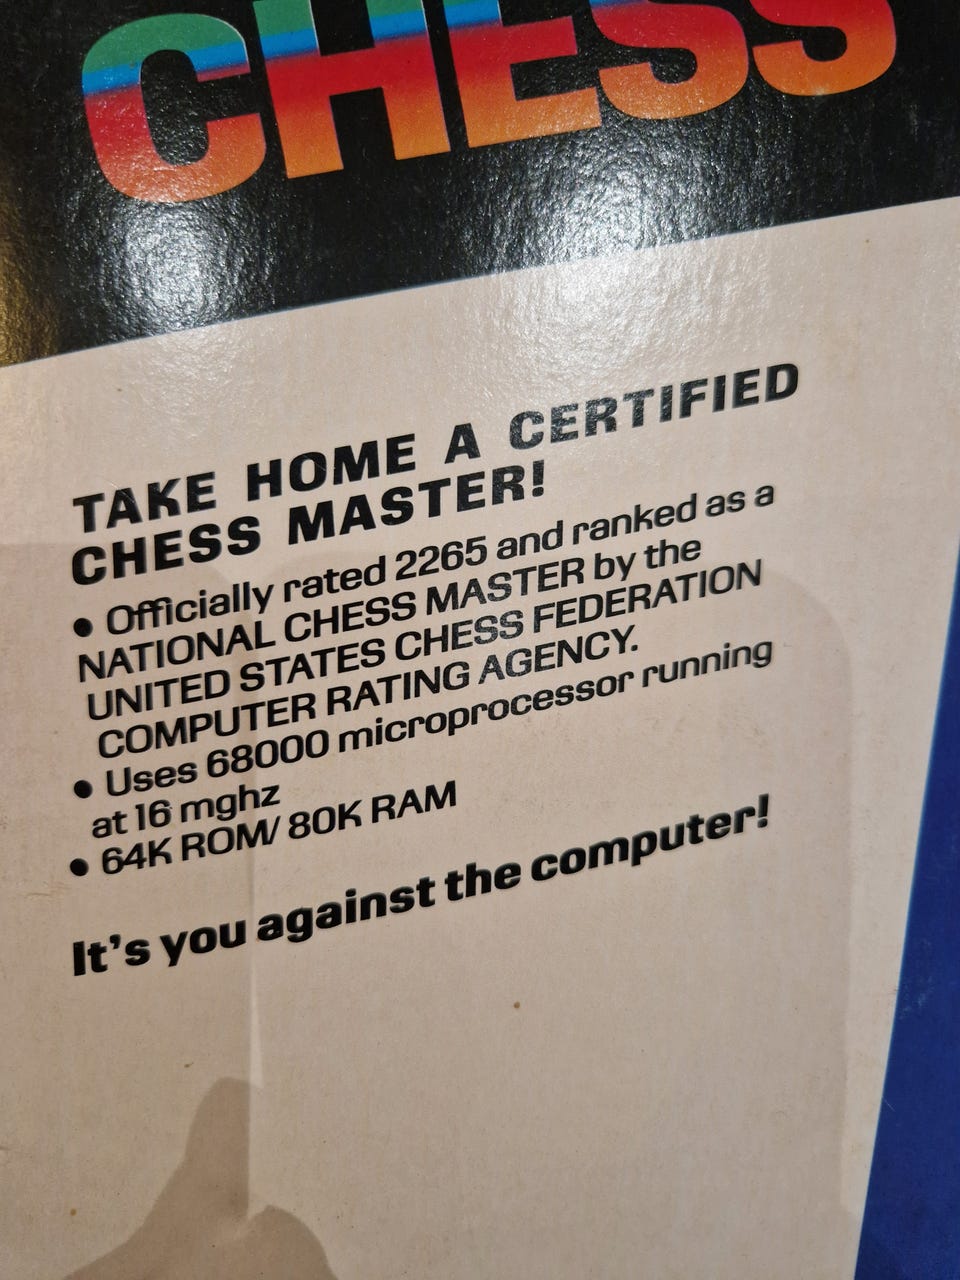 CHESS
TAKE HOME A CERTIFIED
CHESS MASTER!
• Officially rated 2265 and ranked as a
NATIONAL CHESS MASTER by the
UNITED STATES CHESS FEDERATION
COMPUTER RATING AGENCY.
• Uses 68000 microprocessor running
at 16 mghz
• 64K ROM/ 80K RAM
It's you against the computer!